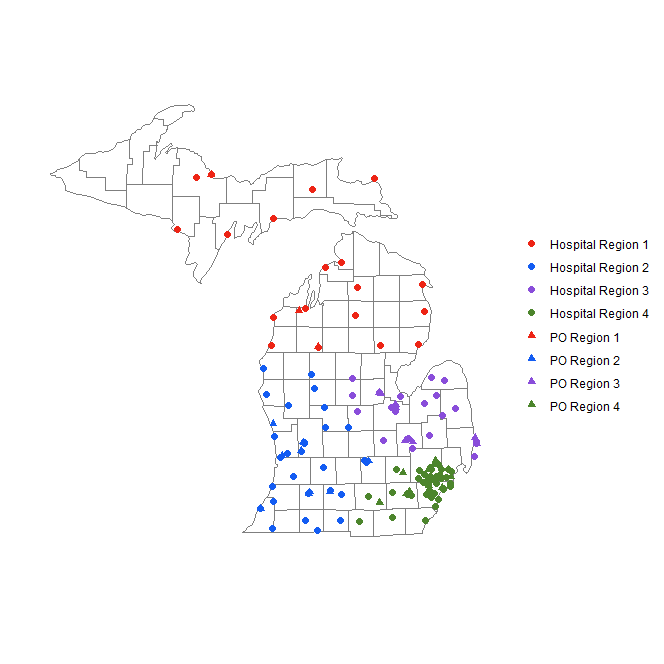 Hospital Region 1
Hospital Region 2
Hospital Region 3
Hospital Region 4
PO Region 1
PO Region 2
PO Region 3
PO Region 4